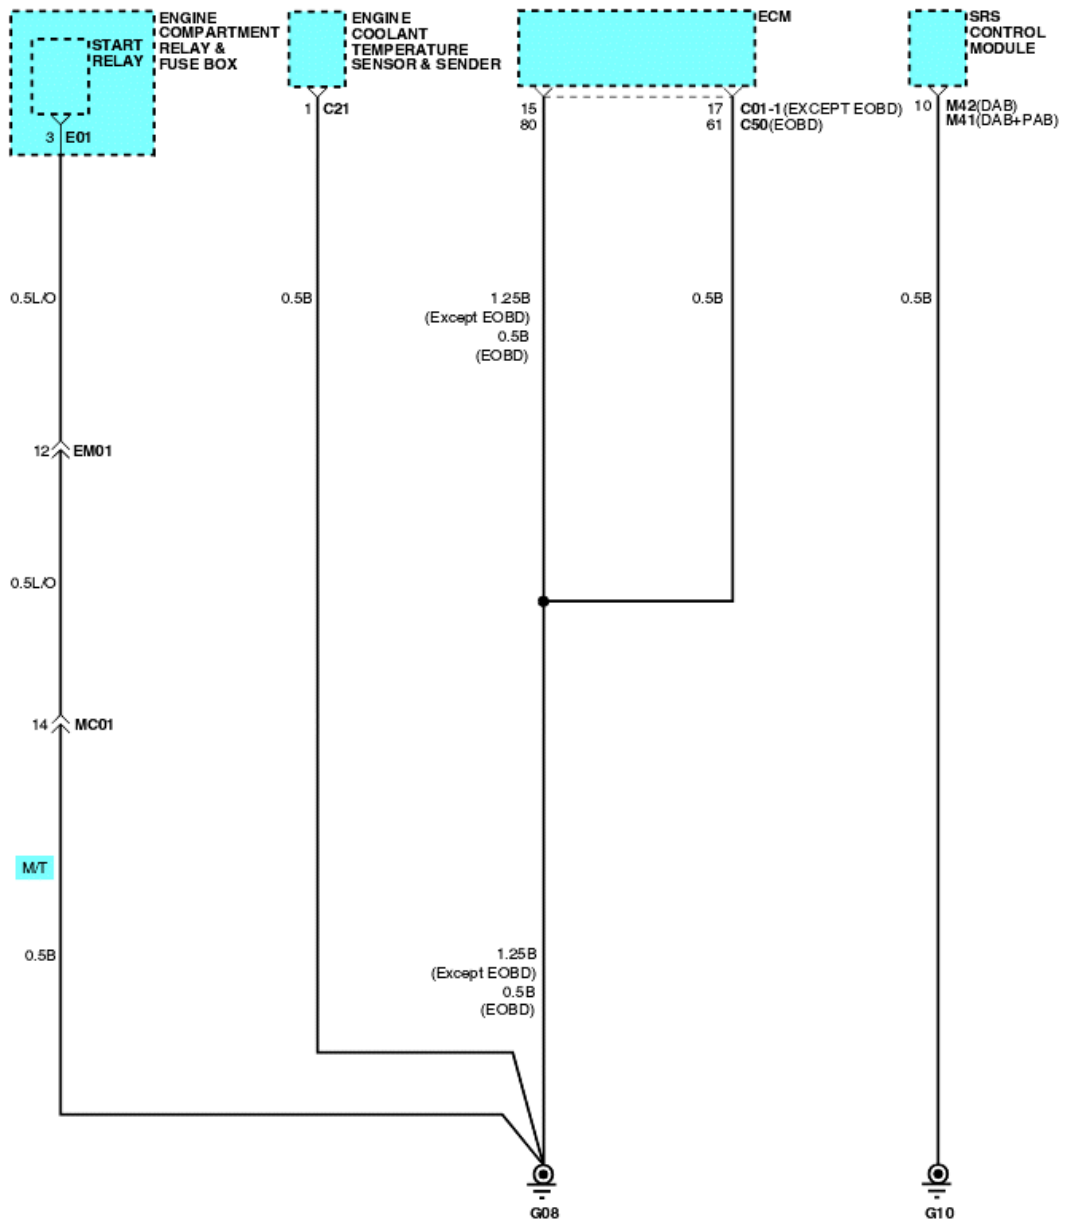 ENGINE
COMPARTMENT
RELAY &
FUSE BOX
START
RELAY
3 E01
ENGINE
COOLANT
TEMPERATURE
SENSOR & SENDER
1 C21
ECM
15
80
17 C01-1(EXCEPT EOBD)
61 C50(EOBD)
SRS
CONTROL
MODULE
10 M42(DAB)
M41(DAB+PAB)
0.5L/O
0.5B
1.25B
(Except EOBD)
0.5B
(EOBD)
0.5B
0.5B
12 EM01
0.5L/O
14 MC01
M/T
0.5B
1.25B
(Except EOBD)
0.5B
(EOBD)
G08
G10